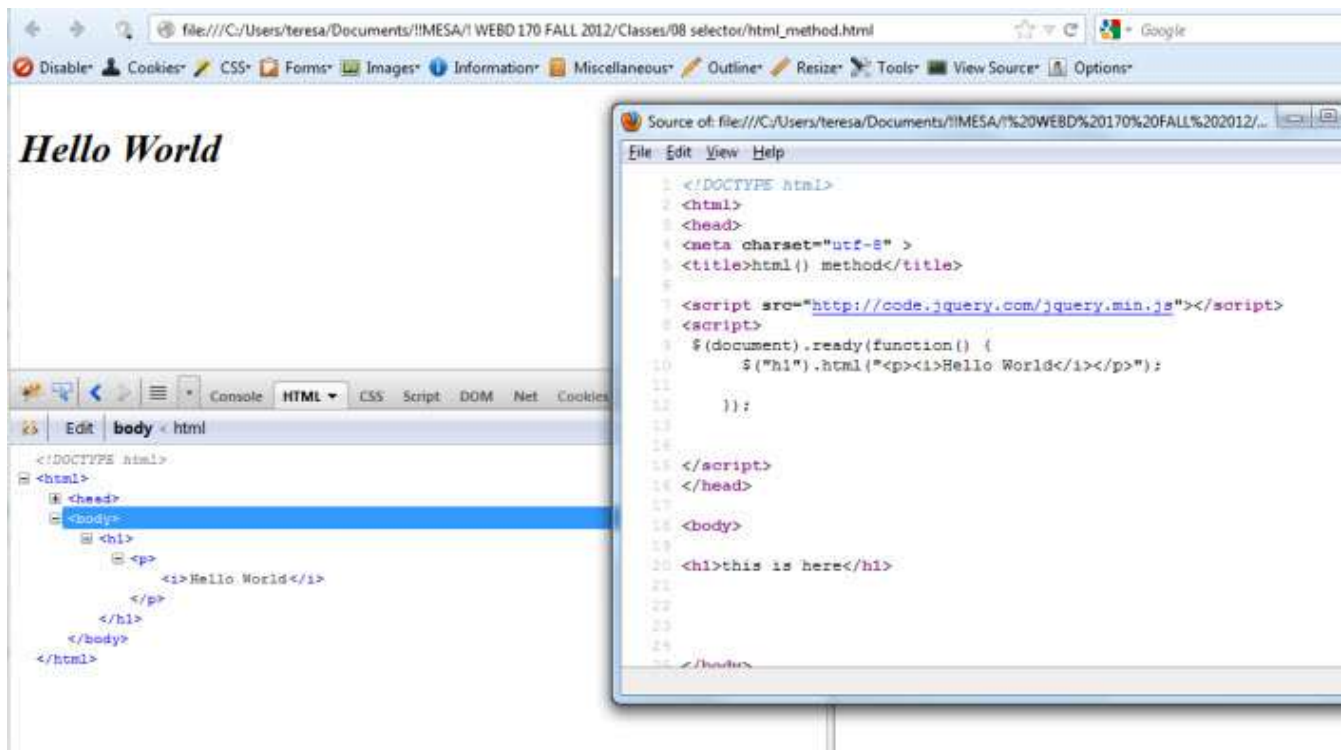 file:///C:/Users/teresa/Documents/!!MESA/! WEBD 170 FALL 2012/Classes/08 selector/html_method.html
Google
Disable Cookies CSS Forms Images Information Miscellaneous Outline Resize Tools View Source Options
Hello World
Source of: file:///C:/Users/teresa/Documents/!!MESA/!%20WEBD%20170%20FALL%202012/...
File Edit View Help
1 <!DOCTYPE html>
2 <html>
3 <head>
4 <meta charset="utf-8" >
5 <title>html() method</title>
6
7 <script src="http://code.jquery.com/jquery.min.js"></script>
8 <script>
9 $(document).ready(function() {
10 $("h1").html("<p><i>Hello World</i></p>");
11
12 });
13
14
15 </script>
16 </head>
17
18 <body>
19
20 <h1>this is here</h1>
21
22
23
24
25 </body>
Console HTML CSS Script DOM Net Cookies
Edit body < html
<!DOCTYPE html>
<html>
<head>
<body>
<h1>
<p>
<i>Hello World</i>
</p>
</h1>
</body>
</html>